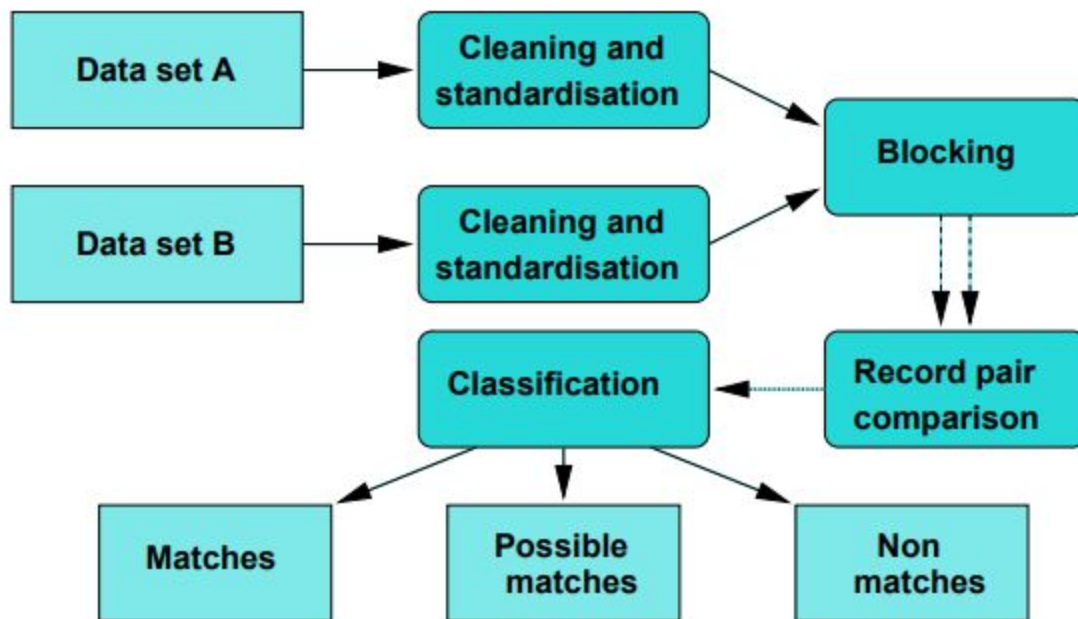 Data set A
Cleaning and
standardisation
Blocking
Data set B
Cleaning and
standardisation
Classification
Record pair
comparison
Matches
Possible
matches
Non
matches